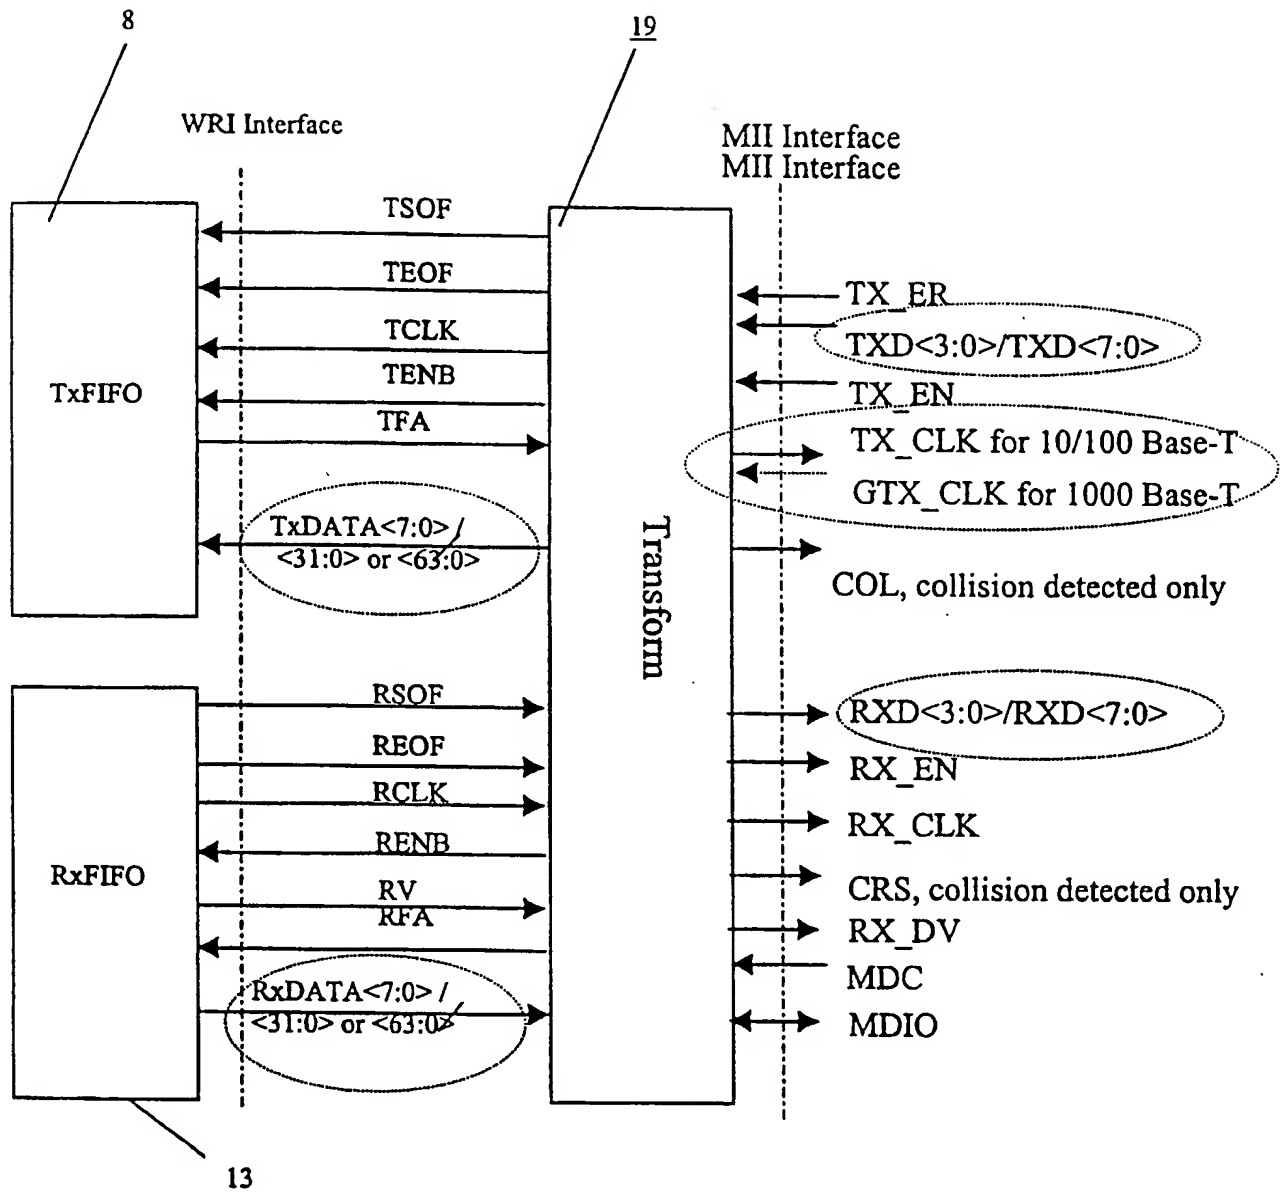 8
19
WRI Interface
MII Interface
MII Interface
TSOF
TEOF
TCLK
TENB
TFA
TxFIFO
TxDATA<7:0> /
<31:0> or <63:0>
Transform
TX_ER
TXD<3:0>/TXD<7:0>
TX_EN
TX_CLK for 10/100 Base-T
GTX_CLK for 1000 Base-T
COL, collision detected only
RSOF
REOF
RCLK
RENB
RV
RFA
RxFIFO
RxDATA<7:0> /
<31:0> or <63:0>
RXD<3:0>/RXD<7:0>
RX_EN
RX_CLK
CRS, collision detected only
RX_DV
MDC
MDIO
13